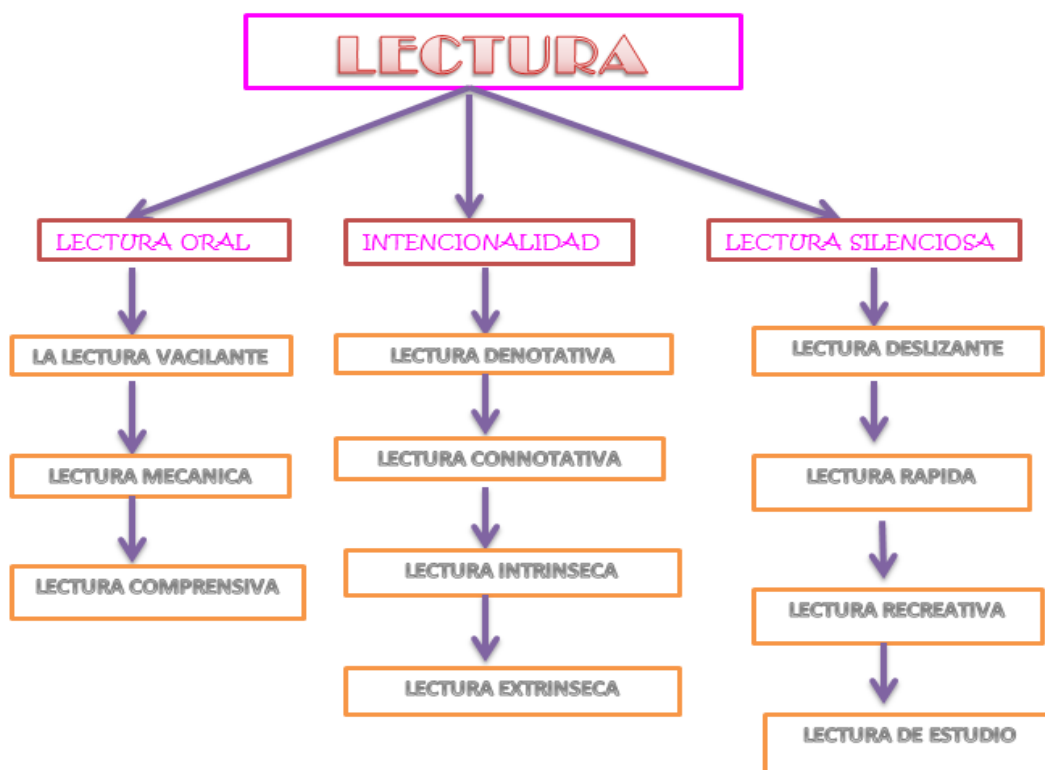 LECTURA
LECTURA ORAL
LA LECTURA VACILANTE
LECTURA MECANICA
LECTURA COMPRENSIVA
INTENCIONALIDAD
LECTURA DENOTATIVA
LECTURA CONNOTATIVA
LECTURA INTRINSECA
LECTURA EXTRINSECA
LECTURA SILENCIOSA
LECTURA DESLIZANTE
LECTURA RAPIDA
LECTURA RECREATIVA
LECTURA DE ESTUDIO